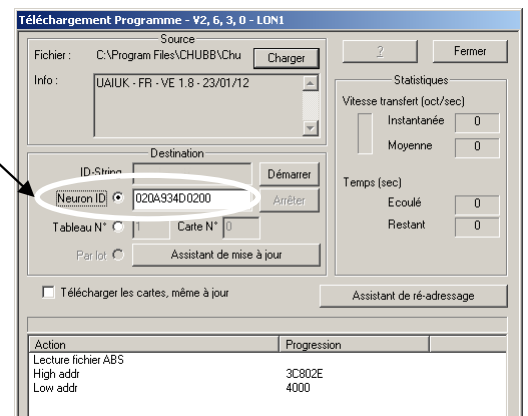 Téléchargement Programme - V2, 6, 3, 0 - LON1
Source
Fichier : C:\Program Files\CHUBB\Chu Charger
Info : UAIUK - FR - VE 1.8 - 23/01/12
? Fermer
Statistiques
Vitesse transfert (oct/sec)
Instantanée 0
Moyenne 0
Temps (sec)
Ecoulé 0
Restant 0
Destination
ID-String Démarrer
Neuron ID 020A934D0200 Arrêter
Tableau N° 1 Carte N° 0
Par lot Assistant de mise à jour
Télécharger les cartes, même à jour
Assistant de ré-adressage
Action Progression
Lecture fichier ABS
High addr 3C802E
Low addr 4000